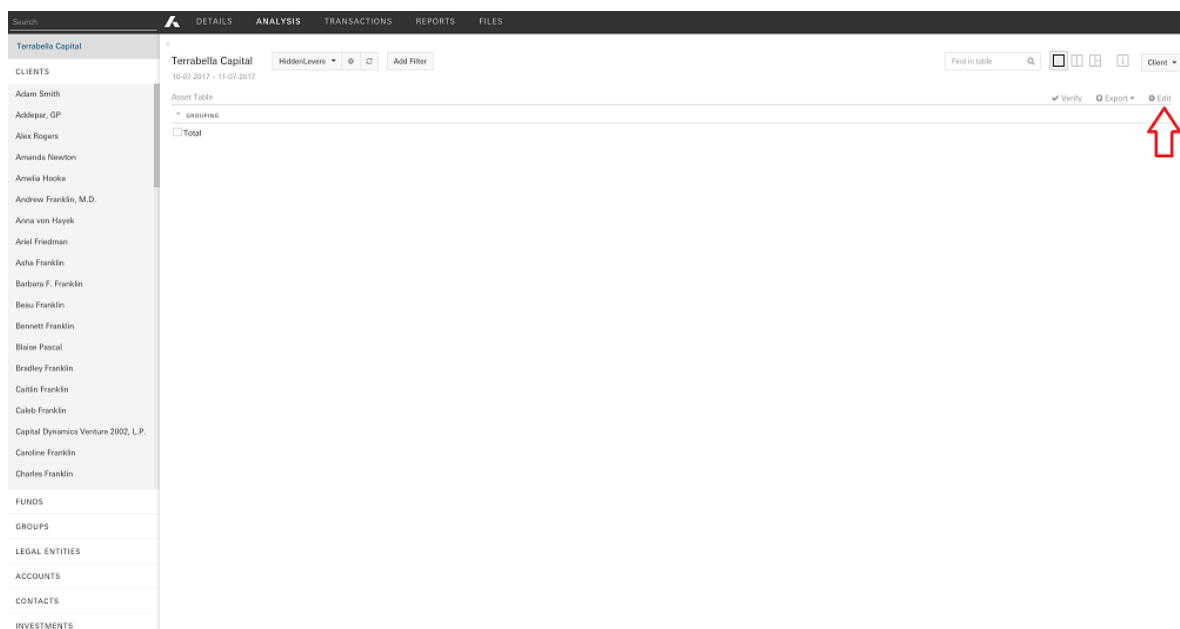 Search
DETAILS ANALYSIS TRANSACTIONS REPORTS FILES
Terrabella Capital
CLIENTS
Adam Smith
Addepar, GP
Alex Rogers
Amanda Newton
Amelia Hooke
Andrew Franklin, M.D.
Anna von Hayek
Ariel Friedman
Asha Franklin
Barbara F. Franklin
Beau Franklin
Bennett Franklin
Blaise Pascal
Bradley Franklin
Caitlin Franklin
Caleb Franklin
Capital Dynamics Venture 2002, L.P.
Caroline Franklin
Charles Franklin
FUNDS
GROUPS
LEGAL ENTITIES
ACCOUNTS
CONTACTS
INVESTMENTS
Terrabella Capital HiddenLevers Add Filter Find in table Client
10-07-2017 - 11-07-2017
Asset Table Verify Export Edit
GROUPING
Total